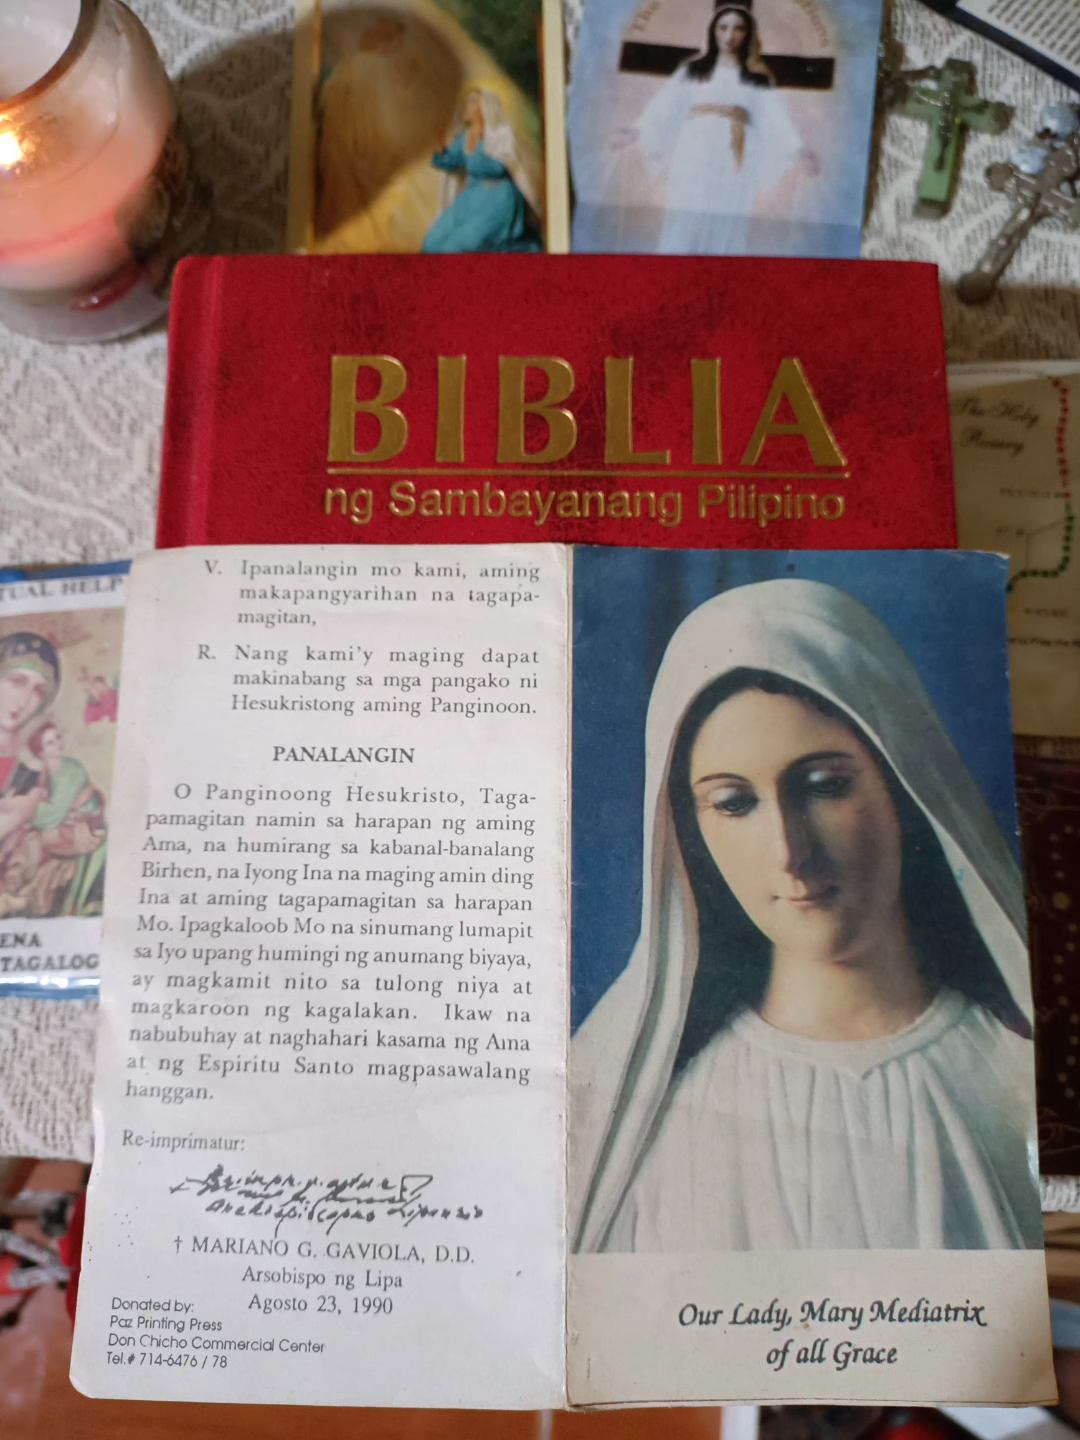 The
BIBLIA
ng Sambayanang Pilipino
The Holy
Rosary
TUAL HELP
ENA
TAGALOG
V. Ipanalangin mo kami, aming
makapangyarihan na tagapa-
magitan,
R. Nang kami'y maging dapat
makinabang sa mga pangako ni
Hesukristong aming Panginoon.
PANALANGIN
O Panginoong Hesukristo, Taga-
pamagitan namin sa harapan ng aming
Ama, na humirang sa kabanal-banalang
Birhen, na Iyong Ina na maging amin ding
Ina at aming tagapamagitan sa harapan
Mo. Ipagkaloob Mo na sinumang lumapit
sa Iyo upang humingi ng anumang biyaya,
ay magkamit nito sa tulong niya at
magkaroon ng kagalakan. Ikaw na
nabubuhay at naghahari kasama ng Ama
at ng Espiritu Santo magpasawalang
hanggan.
Re-imprimatur:
† MARIANO G. GAVIOLA, D.D.
Arsobispo ng Lipa
Agosto 23, 1990
Donated by:
Paz Printing Press
Don Chicho Commercial Center
Tel.# 714-6476 / 78
Our Lady, Mary Mediatrix
of all Grace